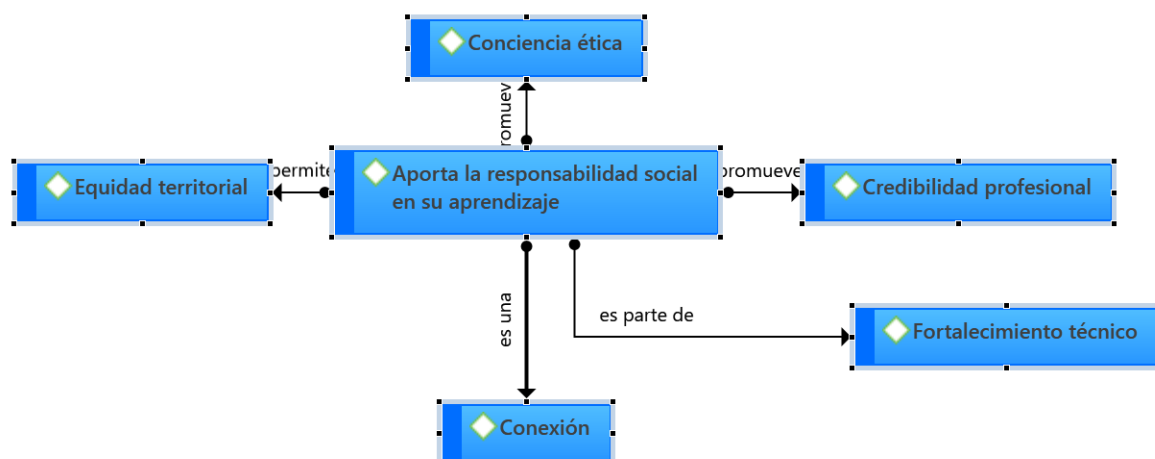 Conciencia ética
romuev
Equidad territorial
permite
Aporta la responsabilidad social
en su aprendizaje
promueve
Credibilidad profesional
es una
es parte de
Fortalecimiento técnico
Conexión